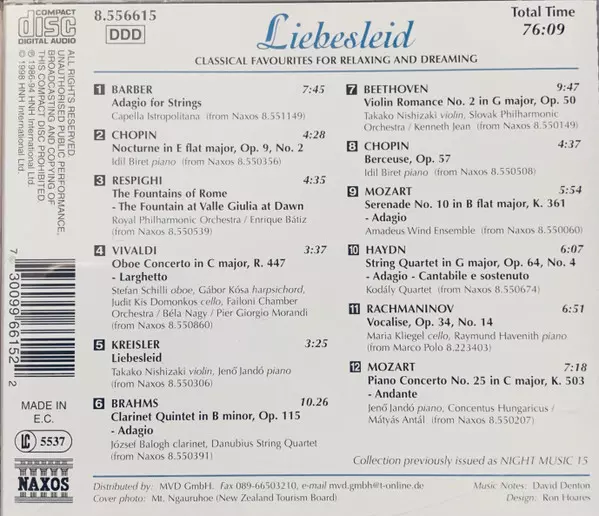 COMPACT
disc
DIGITAL AUDIO
8.556615
DDD
Liebesleid
CLASSICAL FAVOURITES FOR RELAXING AND DREAMING
Total Time
76:09
ALL RIGHTS RESERVED.
UNAUTHORISED PUBLIC PERFORMANCE,
BROADCASTING AND COPYING OF
THIS COMPACT DISC PROHIBITED.
℗ 1986-94 HNH International Ltd.
© 1998 HNH International Ltd.
7 30099 66152 2
MADE IN
E.C.
LC 5537
NAXOS
1 BARBER 7:45
Adagio for Strings
Capella Istropolitana (from Naxos 8.551149)
2 CHOPIN 4:28
Nocturne in E flat major, Op. 9, No. 2
Idil Biret piano (from Naxos 8.550356)
3 RESPIGHI 4:35
The Fountains of Rome
- The Fountain at Valle Giulia at Dawn
Royal Philharmonic Orchestra / Enrique Bátiz
(from Naxos 8.550539)
4 VIVALDI 3:37
Oboe Concerto in C major, R. 447
- Larghetto
Stefan Schilli oboe, Gábor Kósa harpsichord,
Judit Kis Domonkos cello, Failoni Chamber
Orchestra / Béla Nagy / Pier Giorgio Morandi
(from Naxos 8.550860)
5 KREISLER 3:25
Liebesleid
Takako Nishizaki violin, Jenő Jandó piano
(from Naxos 8.550306)
6 BRAHMS 10.26
Clarinet Quintet in B minor, Op. 115
- Adagio
József Balogh clarinet, Danubius String Quartet
(from Naxos 8.550391)
7 BEETHOVEN 9:47
Violin Romance No. 2 in G major, Op. 50
Takako Nishizaki violin, Slovak Philharmonic
Orchestra / Kenneth Jean (from Naxos 8.550149)
8 CHOPIN 4:37
Berceuse, Op. 57
Idil Biret piano (from Naxos 8.550508)
9 MOZART 5:54
Serenade No. 10 in B flat major, K. 361
- Adagio
Amadeus Wind Ensemble (from Naxos 8.550060)
10 HAYDN 6:07
String Quartet in G major, Op. 64, No. 4
- Adagio - Cantabile e sostenuto
Kodály Quartet (from Naxos 8.550674)
11 RACHMANINOV 6:51
Vocalise, Op. 34, No. 14
Maria Kliegel cello, Raymund Havenith piano
(from Marco Polo 8.223403)
12 MOZART 7:18
Piano Concerto No. 25 in C major, K. 503
- Andante
Jenő Jandó piano, Concentus Hungaricus /
Mátyás Antál (from Naxos 8.550207)
Collection previously issued as NIGHT MUSIC 15
Distributed by: MVD GmbH / Fax 089-66503210, e-mail mvd.gmbh@t-online.de Music Notes: David Denton
Cover photo: Mt. Ngauruhoe (New Zealand Tourism Board) Design: Ron Hoares